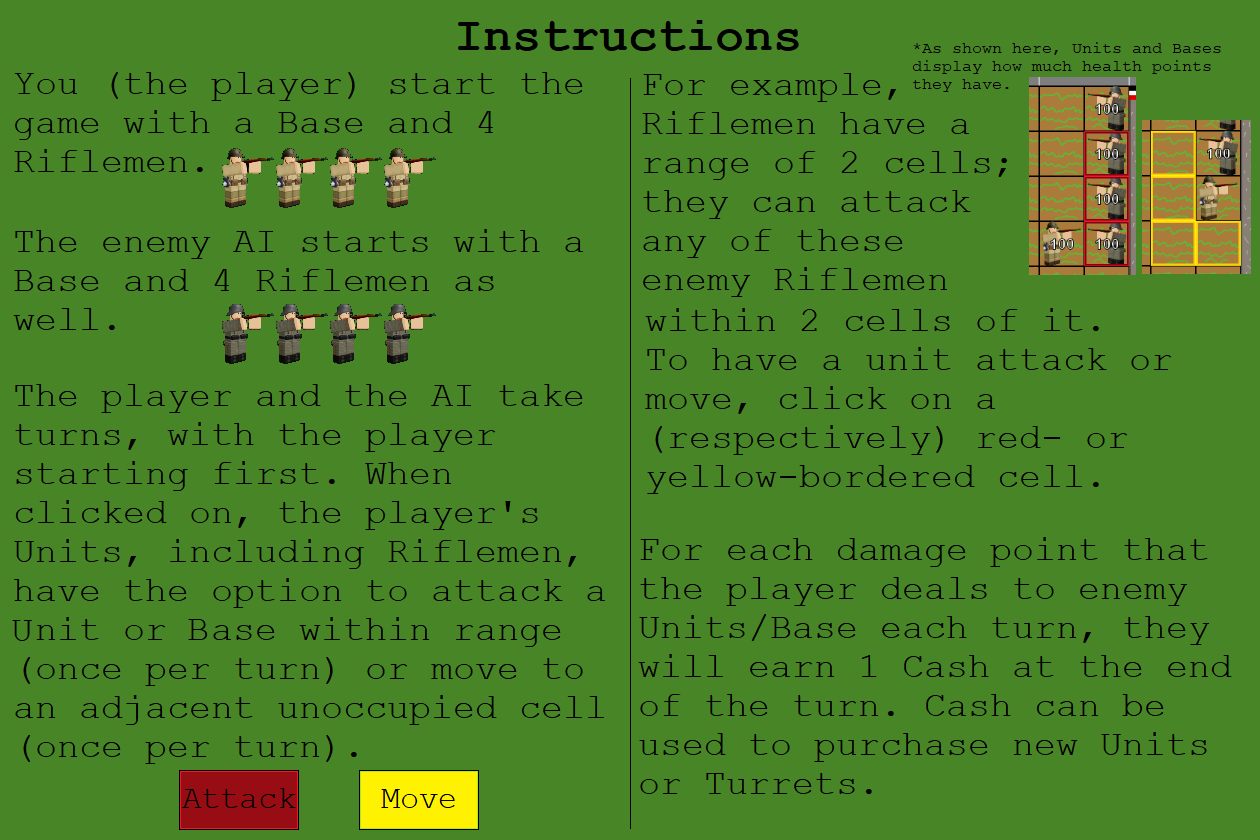 Instructions
You (the player) start the
game with a Base and 4
Riflemen.
The enemy AI starts with a
Base and 4 Riflemen as
well.
The player and the AI take
turns, with the player
starting first. When
clicked on, the player's
Units, including Riflemen,
have the option to attack a
Unit or Base within range
(once per turn) or move to
an adjacent unoccupied cell
(once per turn).
Attack
Move
*As shown here, Units and Bases
display how much health points
they have.
For example,
Riflemen have a
range of 2 cells;
they can attack
any of these
enemy Riflemen
within 2 cells of it.
To have a unit attack or
move, click on a
(respectively) red- or
yellow-bordered cell.
100
100
100
100 100
100
For each damage point that
the player deals to enemy
Units/Base each turn, they
will earn 1 Cash at the end
of the turn. Cash can be
used to purchase new Units
or Turrets.